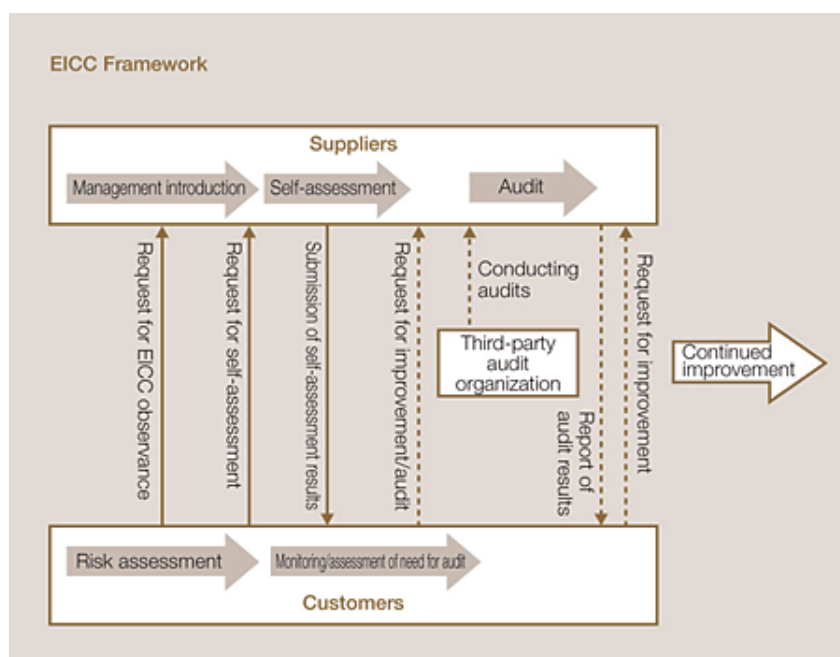 EICC Framework
Suppliers
Management introduction
Self-assessment
Audit
Request for EICC observance
Request for self-assessment
Submission of self-assessment results
Request for improvement/audit
Conducting
audits
Third-party
audit
organization
Report of
audit results
Request for improvement
Continued
improvement
Risk assessment
Monitoring/assessment of need for audit
Customers